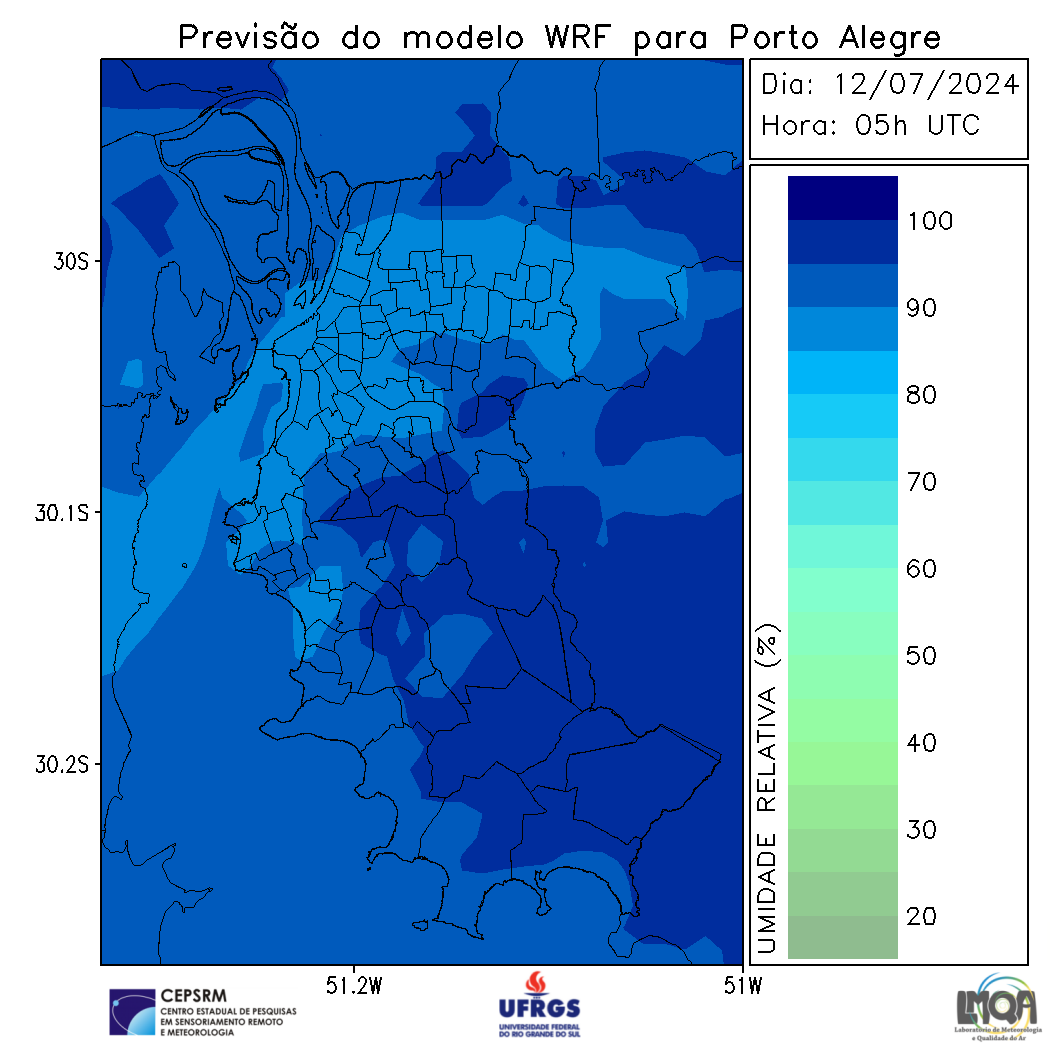 Previsão do modelo WRF para Porto Alegre
Dia: 12/07/2024
Hora: 05h UTC
100
90
80
70
60
50
40
30
20
UMIDADE RELATIVA (%)
30S
30.1S
30.2S
51.2W
51W
CEPSRM
CENTRO ESTADUAL DE PESQUISAS
EM SENSORIAMENTO REMOTO
E METEOROLOGIA
UFRGS
UNIVERSIDADE FEDERAL
DO RIO GRANDE DO SUL
LMQA
Laboratório de Meteorologia
e Qualidade do Ar